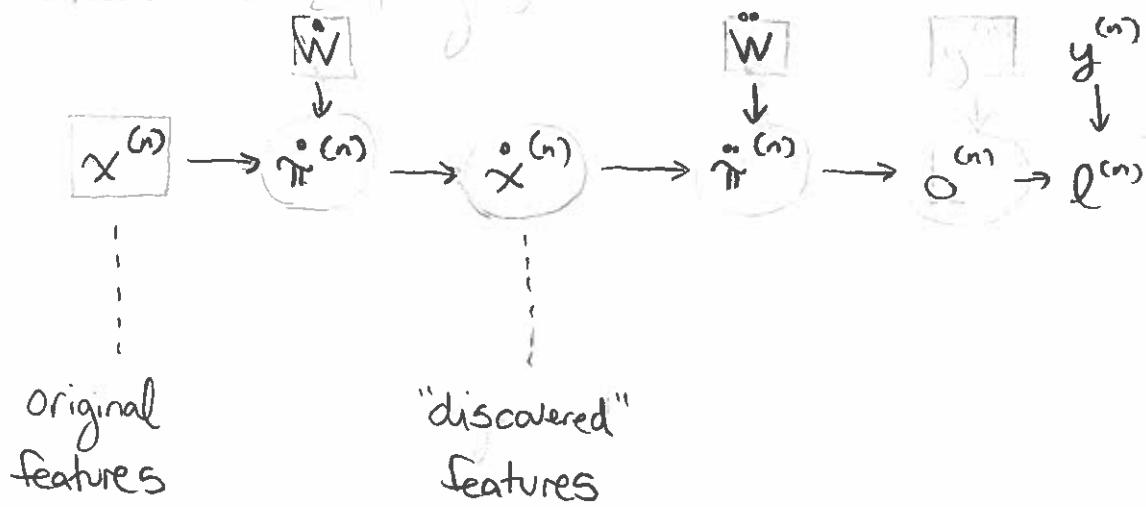 W̊ Ẅ y⁽ⁿ⁾
x⁽ⁿ⁾ → π̊⁽ⁿ⁾ → x̊⁽ⁿ⁾ → π̈⁽ⁿ⁾ → o⁽ⁿ⁾ → l⁽ⁿ⁾
original "discovered"
features features